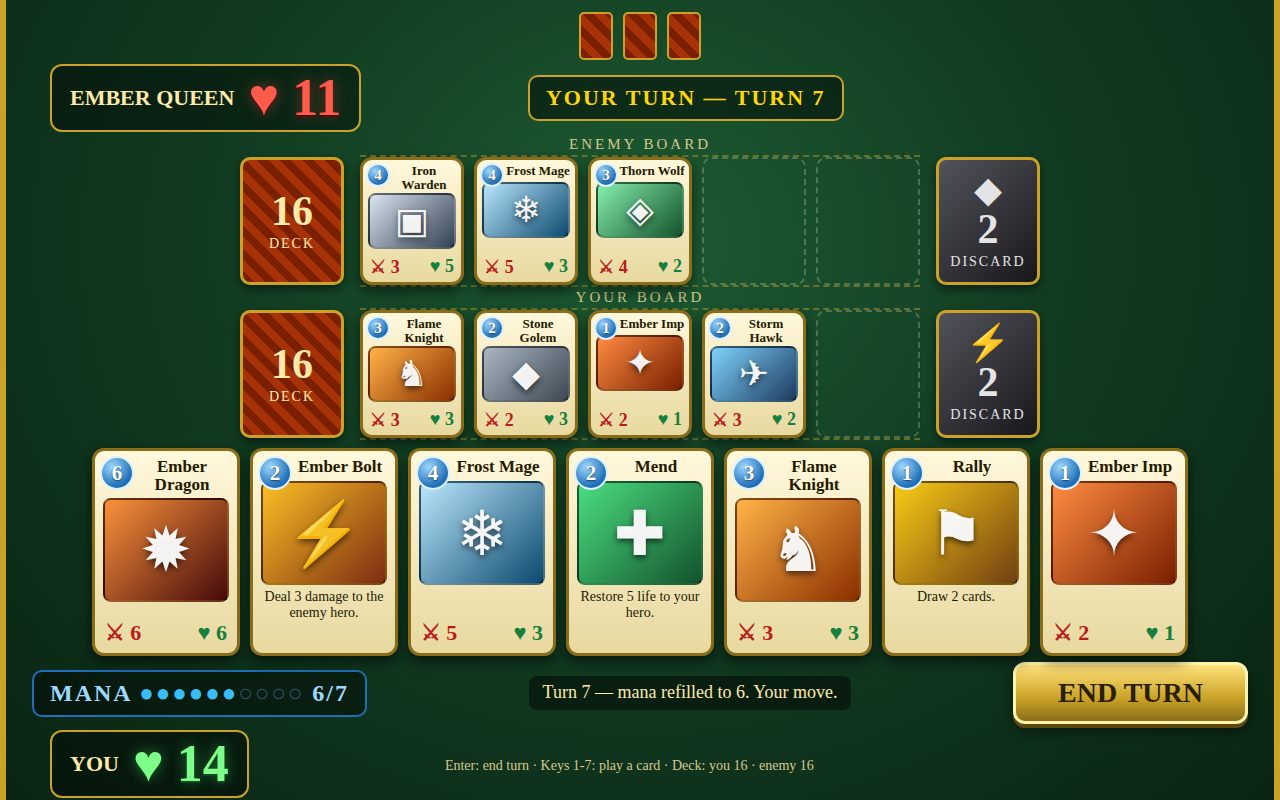 EMBER QUEEN ♥ 11
YOUR TURN — TURN 7
ENEMY BOARD
16
DECK
4 Iron
Warden
⚔ 3 ♥ 5
4 Frost Mage
⚔ 5 ♥ 3
3 Thorn Wolf
⚔ 4 ♥ 2
2
DISCARD
YOUR BOARD
16
DECK
3 Flame
Knight
⚔ 3 ♥ 3
2 Stone
Golem
⚔ 2 ♥ 3
1 Ember Imp
⚔ 2 ♥ 1
2 Storm
Hawk
⚔ 3 ♥ 2
2
DISCARD
6 Ember
Dragon
⚔ 6 ♥ 6
2 Ember Bolt
Deal 3 damage to the
enemy hero.
4 Frost Mage
⚔ 5 ♥ 3
2 Mend
Restore 5 life to your
hero.
3 Flame
Knight
⚔ 3 ♥ 3
1 Rally
Draw 2 cards.
1 Ember Imp
⚔ 2 ♥ 1
MANA ●●●●●●○○○○ 6/7
Turn 7 — mana refilled to 6. Your move.
END TURN
YOU ♥ 14
Enter: end turn · Keys 1-7: play a card · Deck: you 16 · enemy 16